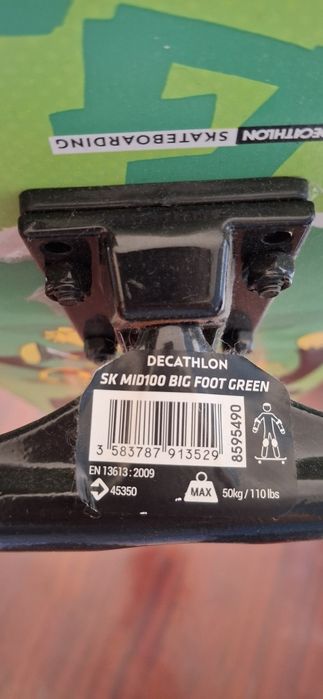 DECATHLON SKATEBOARDING
DECATHLON
SK MID100 BIG FOOT GREEN
3 583787 913529
8595490
EN 13613 : 2009
45350
MAX 50kg / 110 lbs